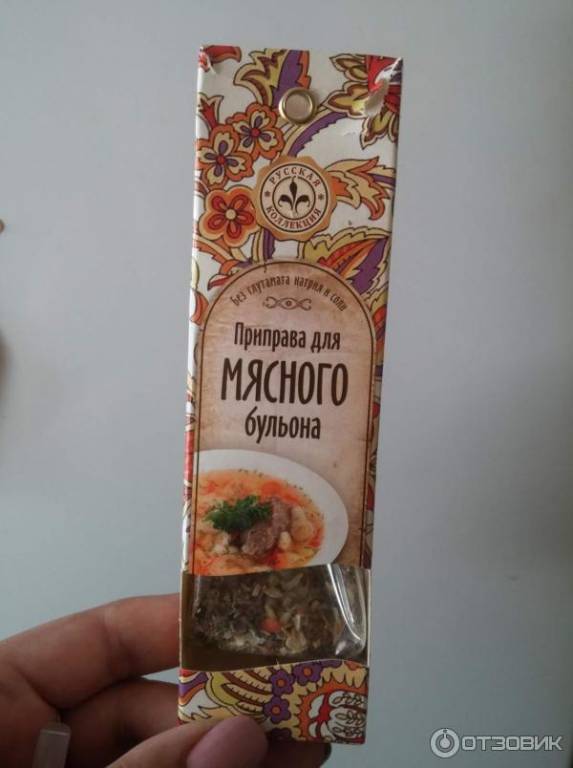 РУССКАЯ
КОЛЛЕКЦИЯ
Без глутамата натрия и соли
Приправа для
МЯСНОГО
бульона
ОТЗОВИК